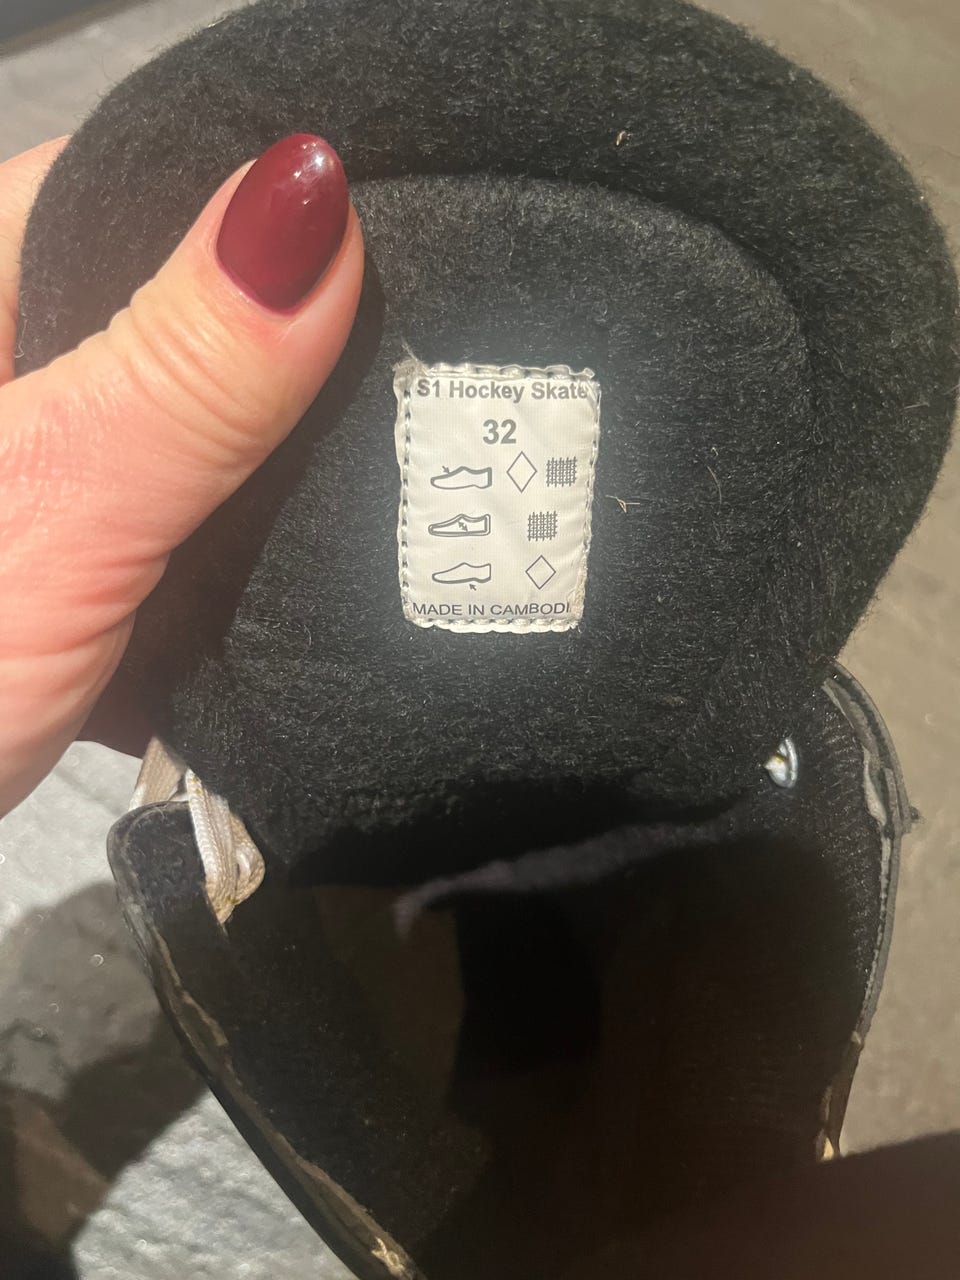 S1 Hockey Skate
32
MADE IN CAMBODI